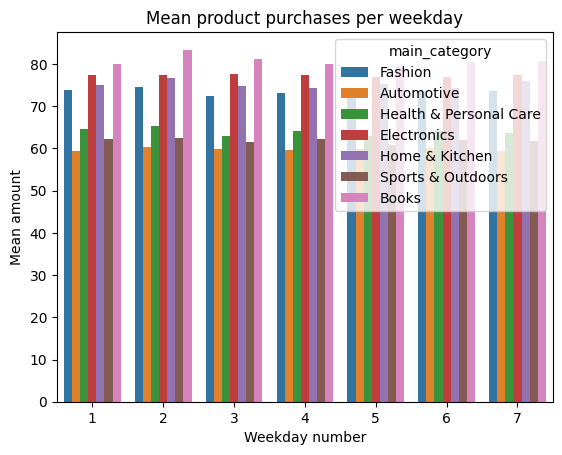 Mean product purchases per weekday
main_category
Fashion
Automotive
Health & Personal Care
Electronics
Home & Kitchen
Sports & Outdoors
Books
Mean amount
80
70
60
50
40
30
20
10
0
1 2 3 4 5 6 7
Weekday number